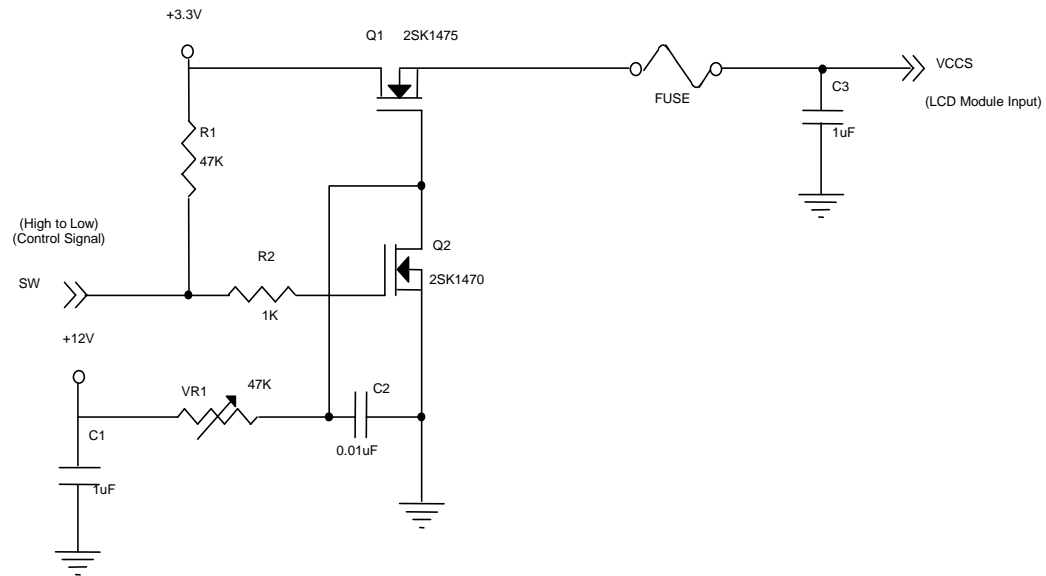 +3.3V
Q1 2SK1475
FUSE
VCCS
(LCD Module Input)
C3
1uF
R1
47K
(High to Low)
(Control Signal)
SW
R2
1K
Q2
2SK1470
+12V
VR1
47K
C2
0.01uF
C1
1uF